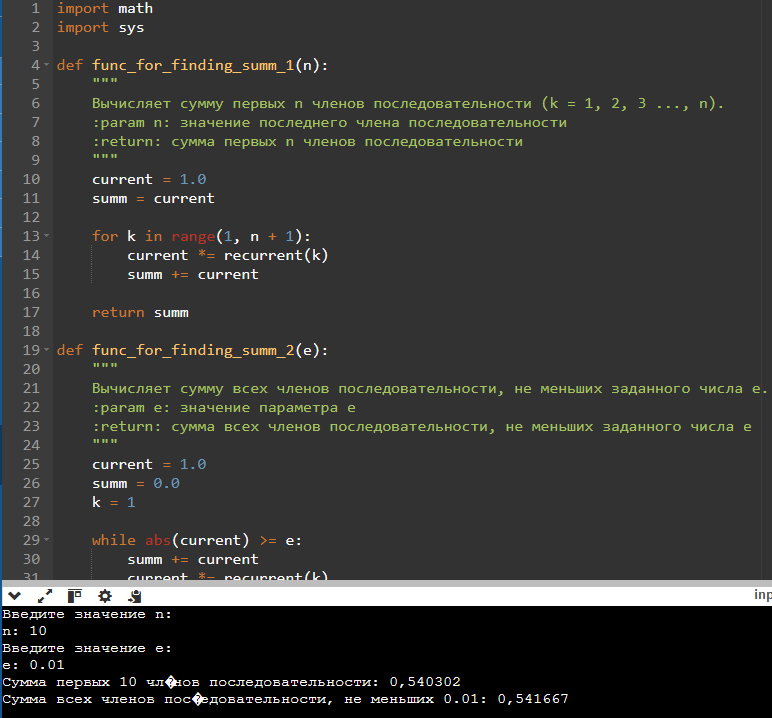 1 import math
2 import sys
3
4 def func_for_finding_summ_1(n):
5 """
6 Вычисляет сумму первых n членов последовательности (k = 1, 2, 3 ..., n).
7 :param n: значение последнего члена последовательности
8 :return: сумма первых n членов последовательности
9 """
10 current = 1.0
11 summ = current
12
13 for k in range(1, n + 1):
14 current *= recurrent(k)
15 summ += current
16
17 return summ
18
19 def func_for_finding_summ_2(e):
20 """
21 Вычисляет сумму всех членов последовательности, не меньших заданного числа e.
22 :param e: значение параметра e
23 :return: сумма всех членов последовательности, не меньших заданного числа e
24 """
25 current = 1.0
26 summ = 0.0
27 k = 1
28
29 while abs(current) >= e:
30 summ += current
31 current *= recurrent(k)
inp
Введите значение n:
n: 10
Введите значение e:
e: 0.01
Сумма первых 10 чл�нов последовательности: 0,540302
Сумма всех членов пос�едовательности, не меньших 0.01: 0,541667